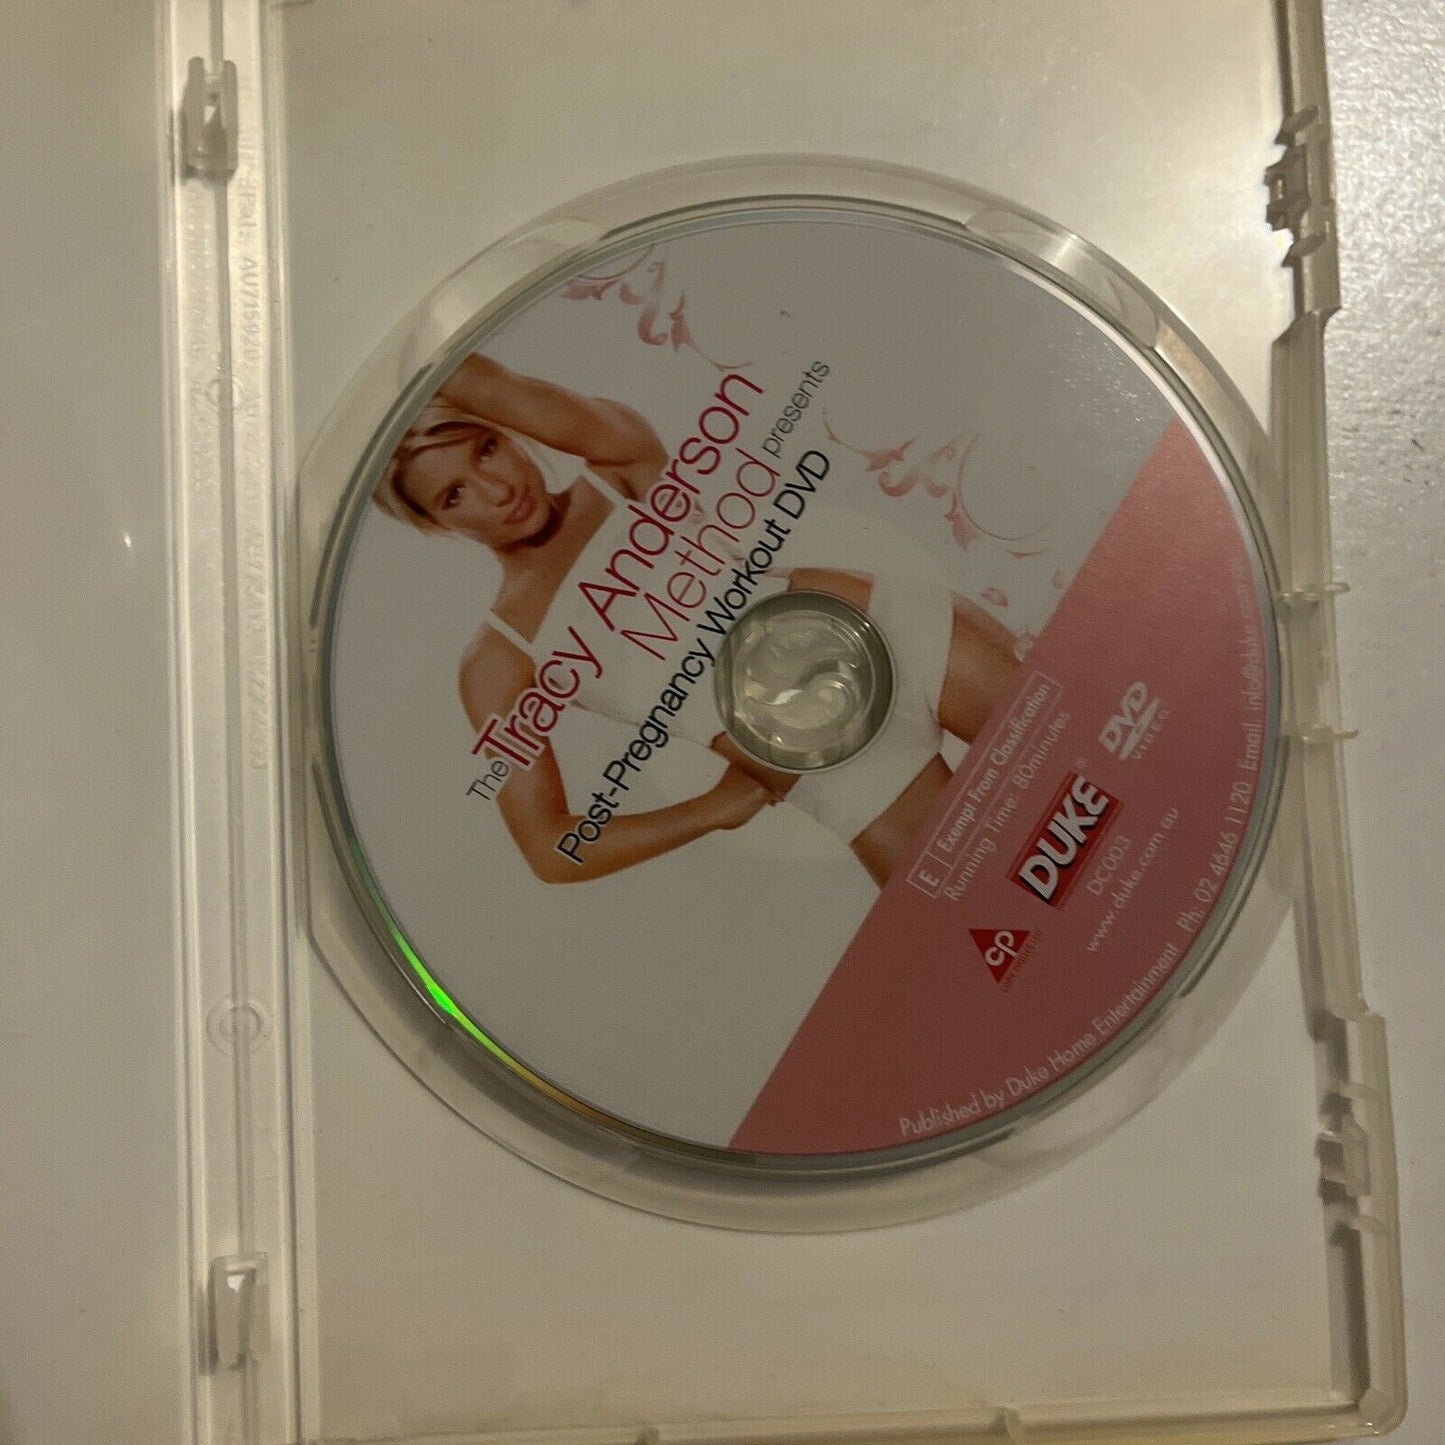 The Tracy Anderson
Method presents
Post-Pregnancy Workout DVD
E Exempt From Classification
Running Time: 80minutes
DUKE®
DVD
VIDEO
cp
DC003
www.duke.com.au
Published by Duke Home Entertainment Ph. 02 4646 1120 Email.